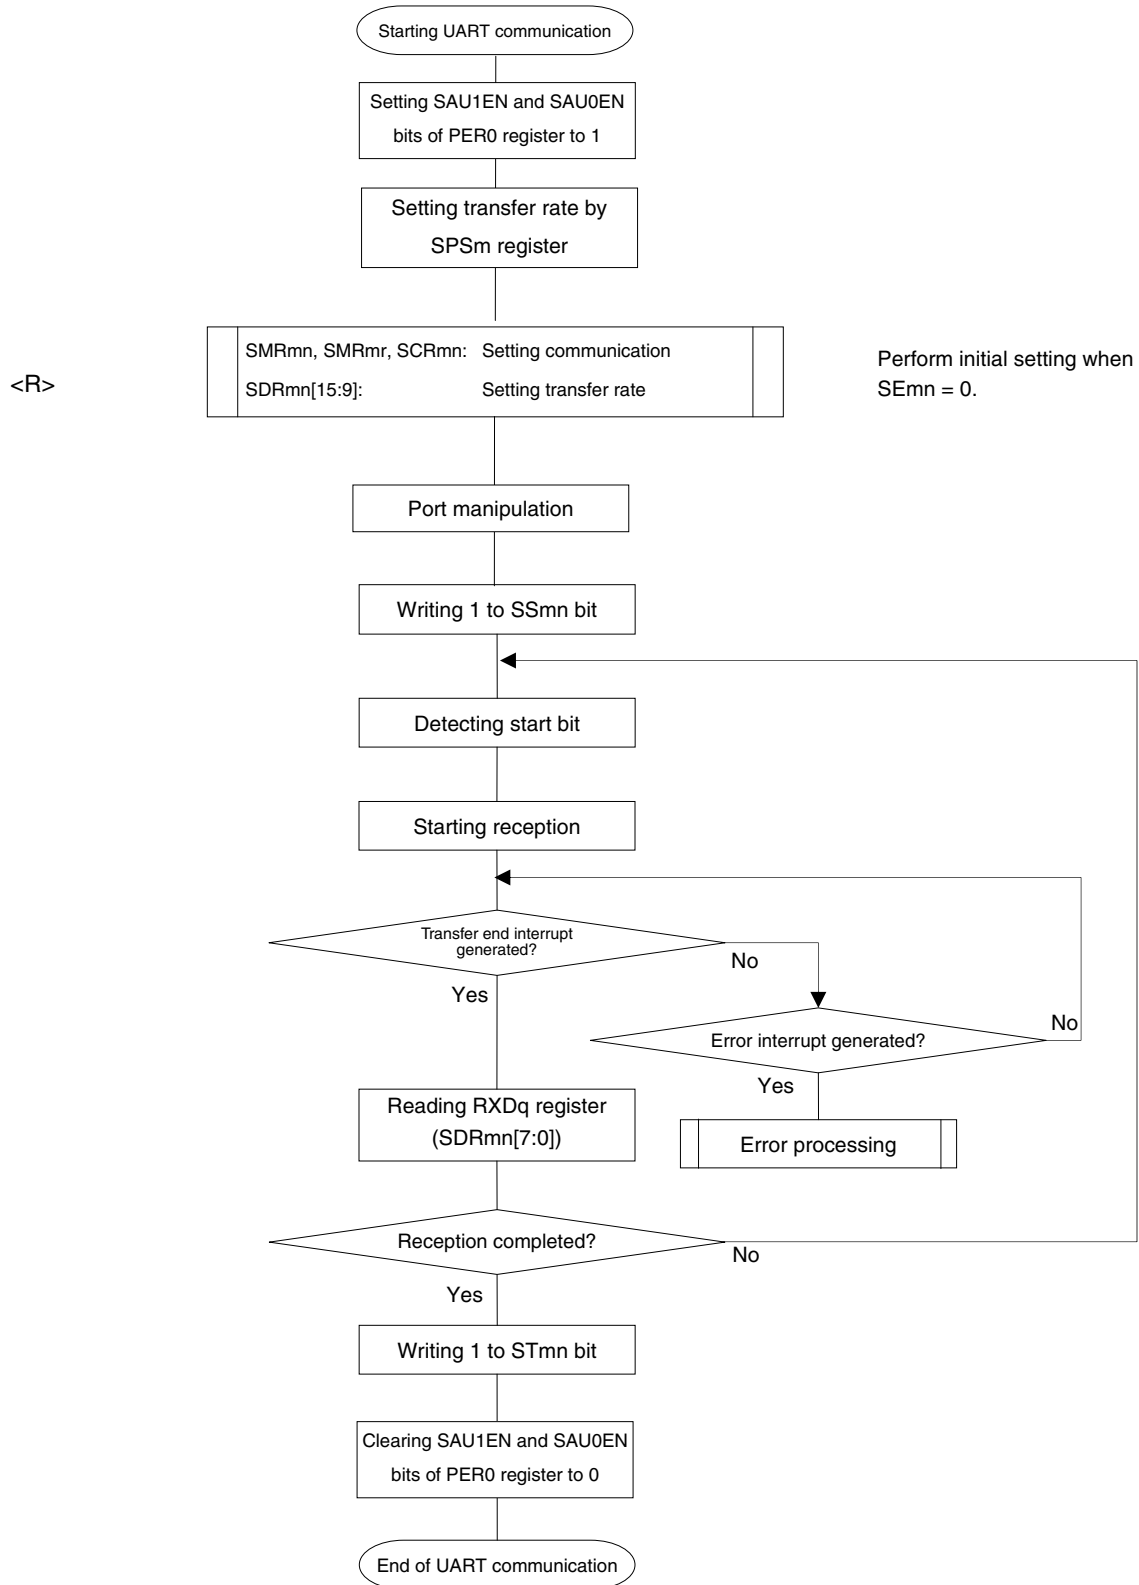 Starting UART communication
Setting SAU1EN and SAU0EN
bits of PER0 register to 1
Setting transfer rate by
SPSm register
<R>
SMRmn, SMRmr, SCRmn: Setting communication
SDRmn[15:9]: Setting transfer rate
Perform initial setting when
SEmn = 0.
Port manipulation
Writing 1 to SSmn bit
Detecting start bit
Starting reception
Transfer end interrupt
generated?
No
Yes
Error interrupt generated?
No
Yes
Reading RXDq register
(SDRmn[7:0])
Error processing
Reception completed?
No
Yes
Writing 1 to STmn bit
Clearing SAU1EN and SAU0EN
bits of PER0 register to 0
End of UART communication